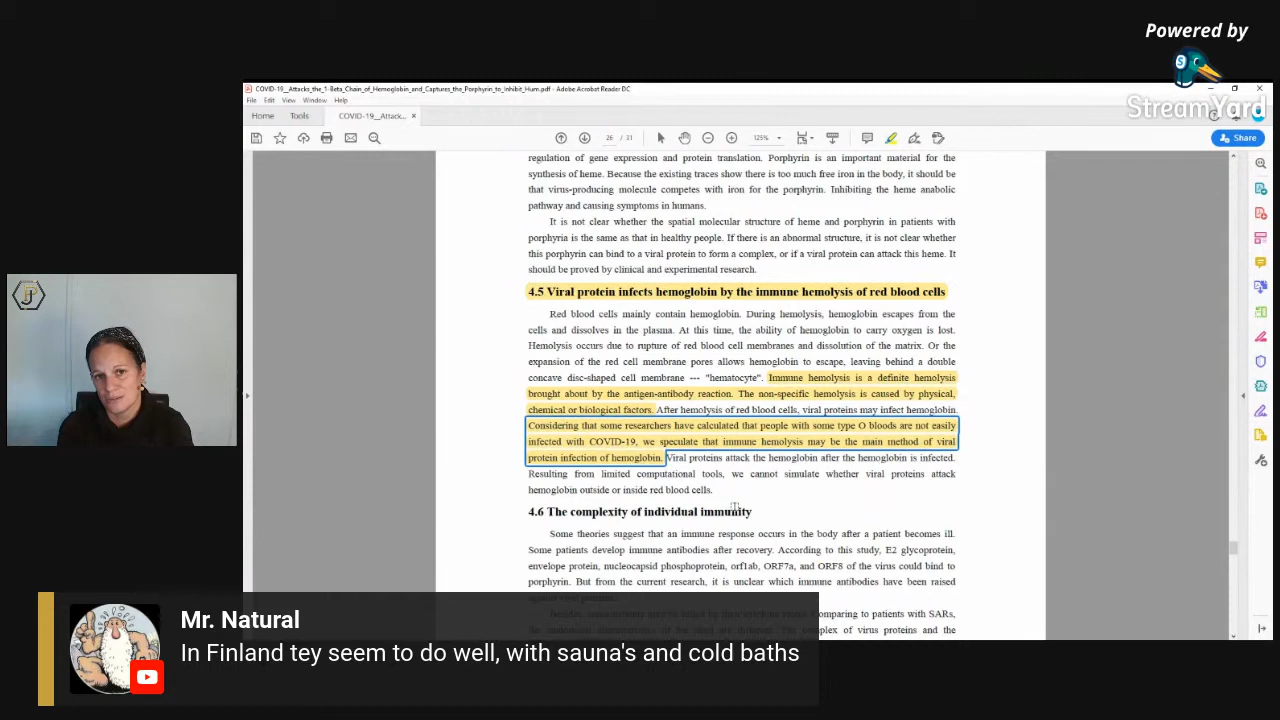 Powered by
StreamYard
COVID-19__Attacks_the_1-Beta_Chain_of_Hemoglobin_and_Captures_the_Porphyrin_to_Inhibit_Hum.pdf - Adobe Acrobat Reader DC
File Edit View Window Help
Home Tools COVID-19__Attack... ×
26 / 31 125% Share
regulation of gene expression and protein translation. Porphyrin is an important material for the
synthesis of heme. Because the existing traces show there is too much free iron in the body, it should be
that virus-producing molecule competes with iron for the porphyrin. Inhibiting the heme anabolic
pathway and causing symptoms in humans.
It is not clear whether the spatial molecular structure of heme and porphyrin in patients with
porphyria is the same as that in healthy people. If there is an abnormal structure, it is not clear whether
this porphyrin can bind to a viral protein to form a complex, or if a viral protein can attack this heme. It
should be proved by clinical and experimental research.
4.5 Viral protein infects hemoglobin by the immune hemolysis of red blood cells
Red blood cells mainly contain hemoglobin. During hemolysis, hemoglobin escapes from the
cells and dissolves in the plasma. At this time, the ability of hemoglobin to carry oxygen is lost.
Hemolysis occurs due to rupture of red blood cell membranes and dissolution of the matrix. Or the
expansion of the red cell membrane pores allows hemoglobin to escape, leaving behind a double
concave disc-shaped cell membrane --- "hematocyte". Immune hemolysis is a definite hemolysis
brought about by the antigen-antibody reaction. The non-specific hemolysis is caused by physical,
chemical or biological factors. After hemolysis of red blood cells, viral proteins may infect hemoglobin.
Considering that some researchers have calculated that people with some type O bloods are not easily
infected with COVID-19, we speculate that immune hemolysis may be the main method of viral
protein infection of hemoglobin. Viral proteins attack the hemoglobin after the hemoglobin is infected.
Resulting from limited computational tools, we cannot simulate whether viral proteins attack
hemoglobin outside or inside red blood cells.
4.6 The complexity of individual immunity
Some theories suggest that an immune response occurs in the body after a patient becomes ill.
Some patients develop immune antibodies after recovery. According to this study, E2 glycoprotein,
envelope protein, nucleocapsid phosphoprotein, orf1ab, ORF7a, and ORF8 of the virus could bind to
porphyrin. But from the current research, it is unclear which immune antibodies have been raised
against viral proteins.
Comparing to patients with SARs,
of virus proteins and the
Mr. Natural
In Finland tey seem to do well, with sauna's and cold baths